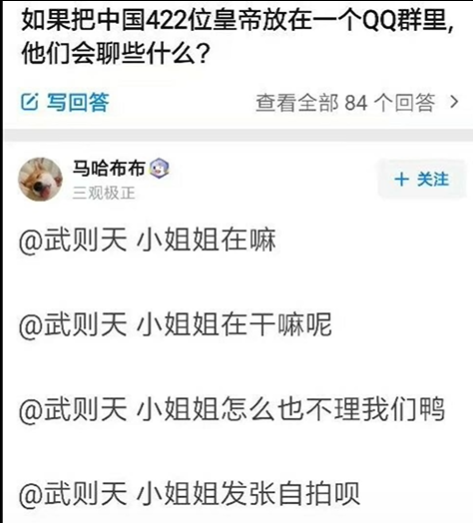 如果把中国422位皇帝放在一个QQ群里,
他们会聊些什么?
写回答
查看全部 84 个回答
马哈布布
三观极正
+ 关注
@武则天 小姐姐在嘛
@武则天 小姐姐在干嘛呢
@武则天 小姐姐怎么也不理我们鸭
@武则天 小姐姐发张自拍呗